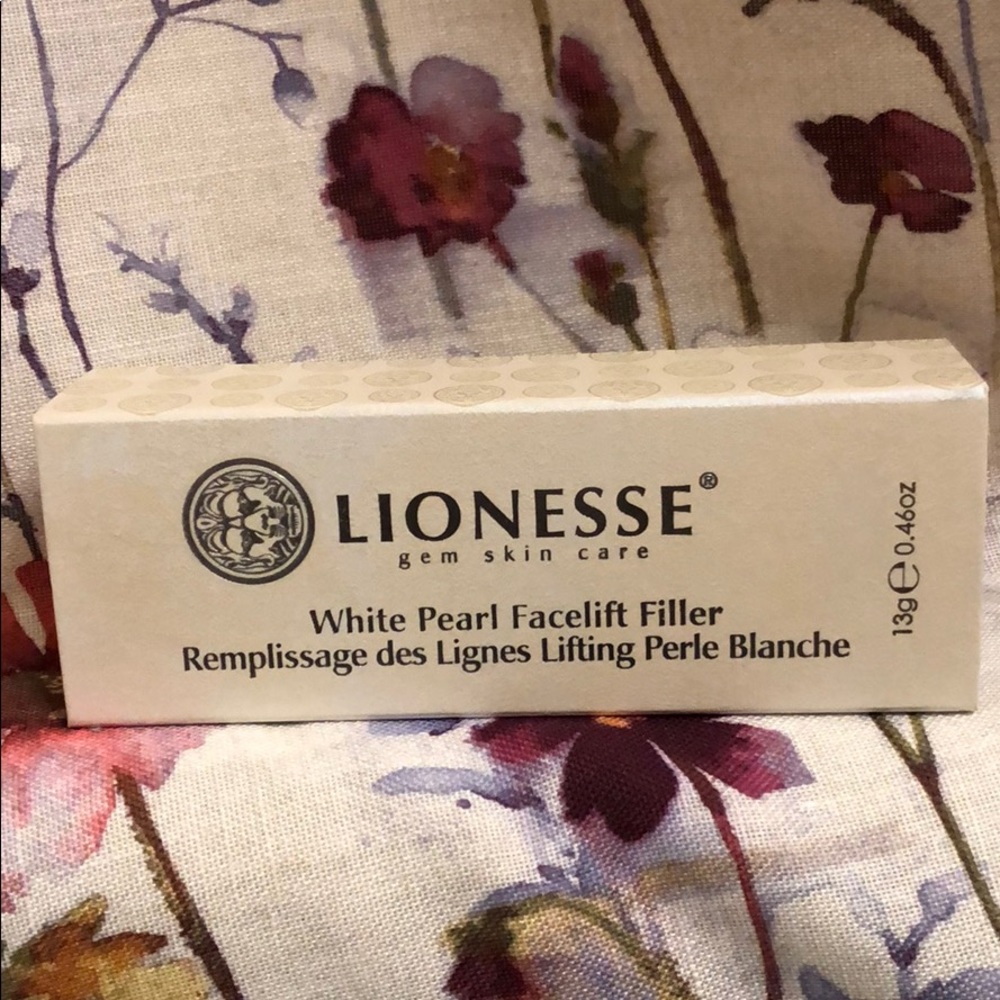 LIONESSE®
gem skin care
White Pearl Facelift Filler
Remplissage des Lignes Lifting Perle Blanche
13g ℮ 0.46oz